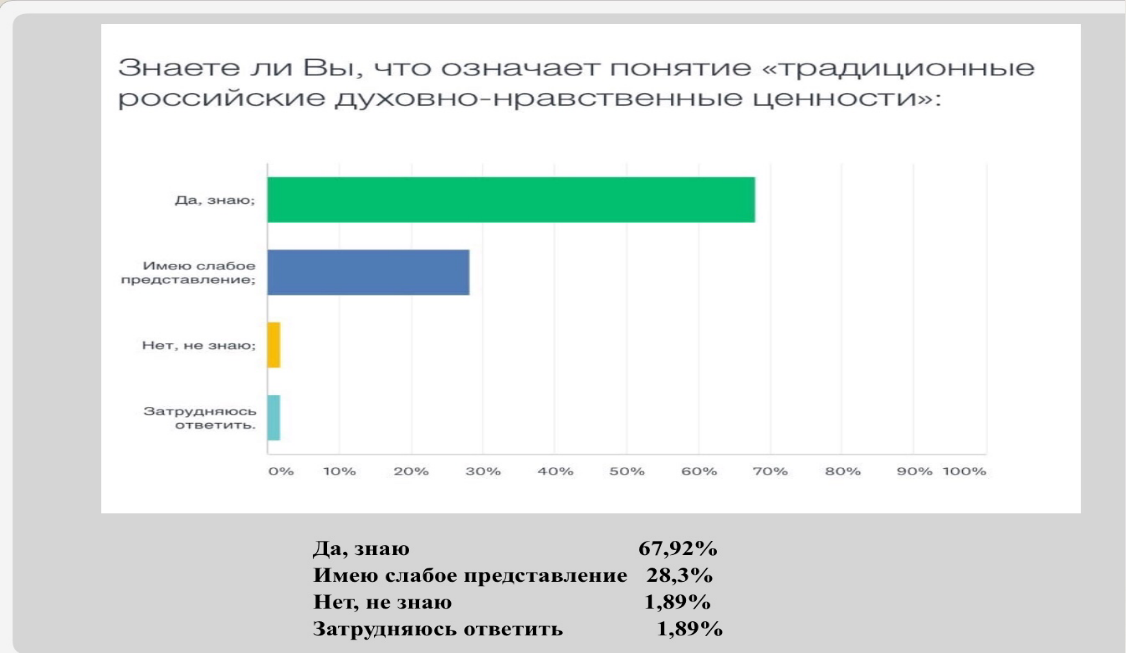 Знаете ли Вы, что означает понятие «традиционные
российские духовно-нравственные ценности»:
Да, знаю;
Имею слабое
представление;
Нет, не знаю;
Затрудняюсь
ответить.
0% 10% 20% 30% 40% 50% 60% 70% 80% 90% 100%
Да, знаю 67,92%
Имею слабое представление 28,3%
Нет, не знаю 1,89%
Затрудняюсь ответить 1,89%